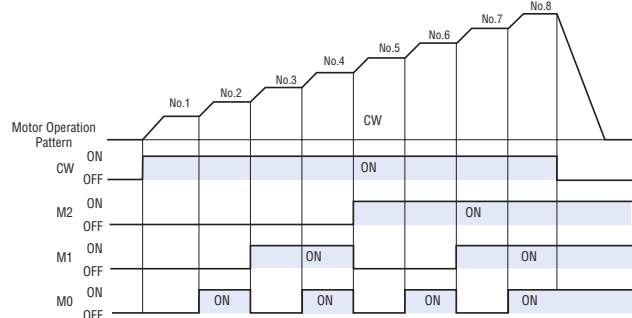 No.8
No.7
No.6
No.5
No.4
No.3
No.2
No.1
CW
Motor Operation
Pattern
CW ON ON
OFF
M2 ON ON
OFF
M1 ON ON ON
OFF
M0 ON ON ON ON ON
OFF